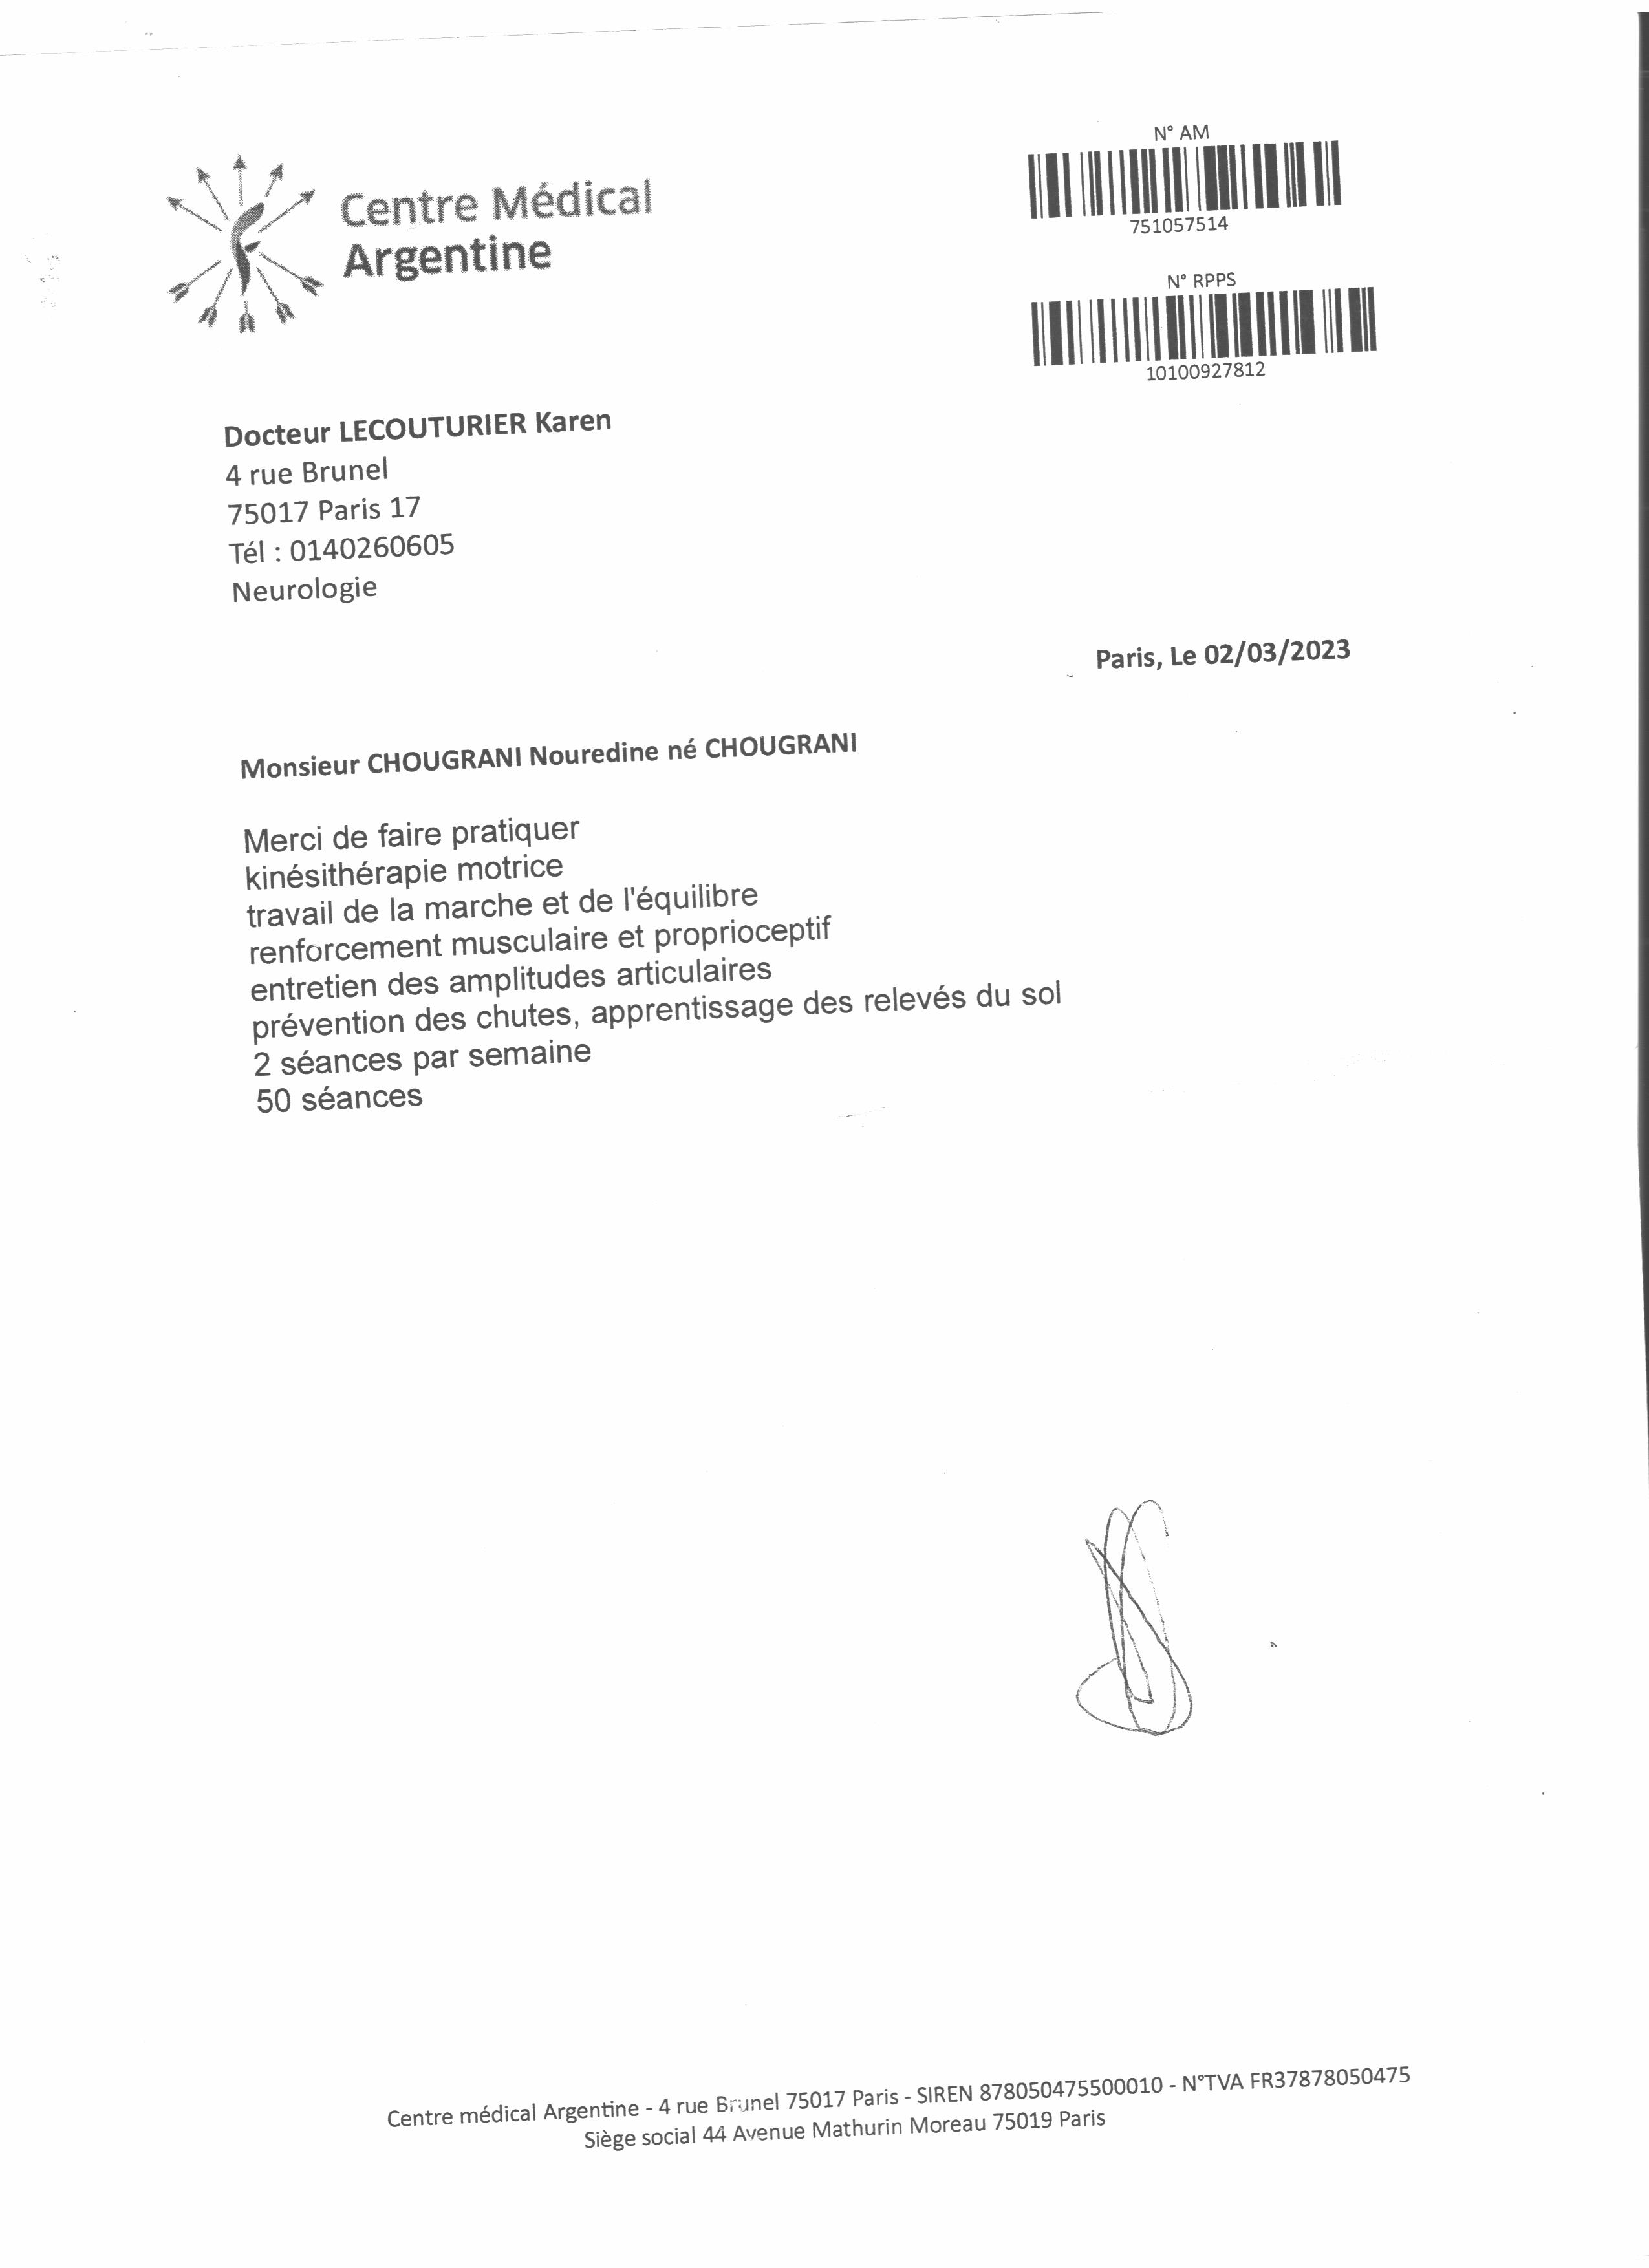 Centre Médical
Argentine
N° AM
751057514
N° RPPS
10100927812
Docteur LECOUTURIER Karen
4 rue Brunel
75017 Paris 17
Tél : 0140260605
Neurologie
Paris, Le 02/03/2023
Monsieur CHOUGRANI Nouredine né CHOUGRANI
Merci de faire pratiquer
kinésithérapie motrice
travail de la marche et de l'équilibre
renforcement musculaire et proprioceptif
entretien des amplitudes articulaires
prévention des chutes, apprentissage des relevés du sol
2 séances par semaine
50 séances
Centre médical Argentine - 4 rue Brunel 75017 Paris - SIREN 878050475500010 - N°TVA FR37878050475
Siège social 44 Avenue Mathurin Moreau 75019 Paris